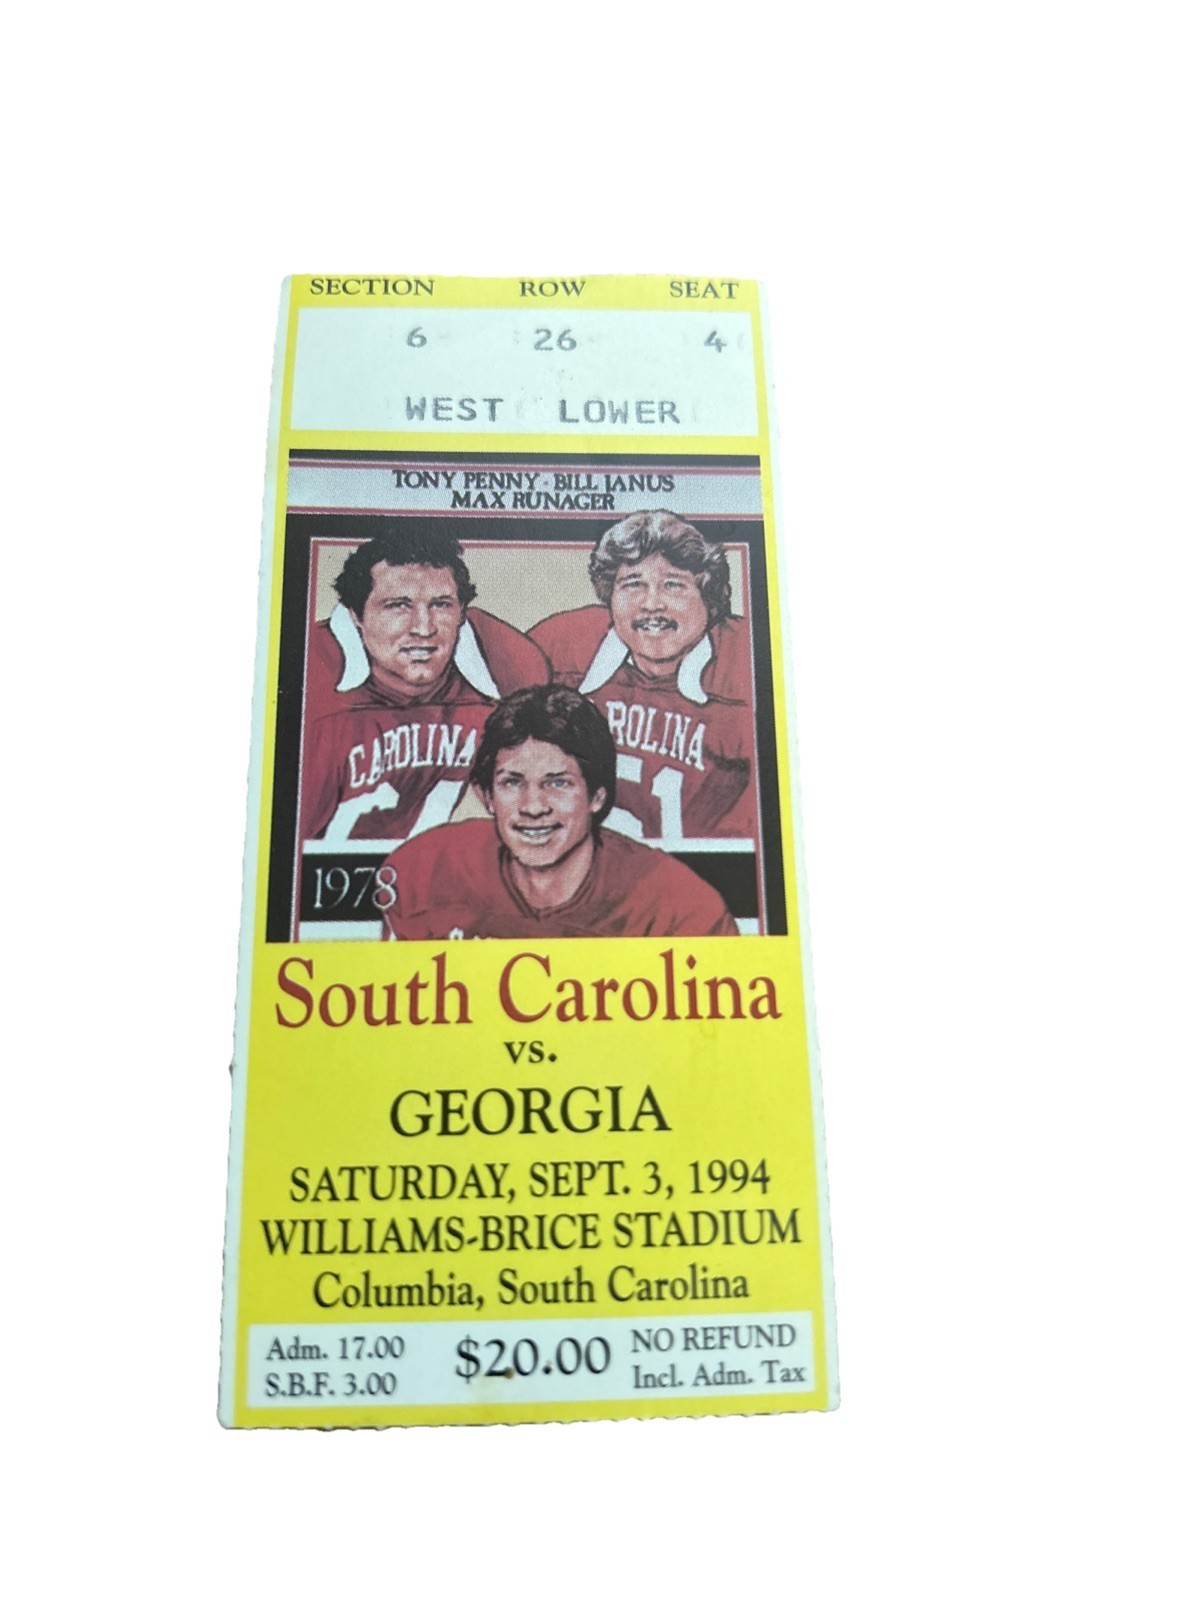 SECTION ROW SEAT
6 26 4
WEST LOWER
TONY PENNY · BILL JANUS
MAX RUNAGER
CAROLINA
ROLINA
51
1978
South Carolina
vs.
GEORGIA
SATURDAY, SEPT. 3, 1994
WILLIAMS-BRICE STADIUM
Columbia, South Carolina
Adm. 17.00 $20.00 NO REFUND
S.B.F. 3.00 Incl. Adm. Tax